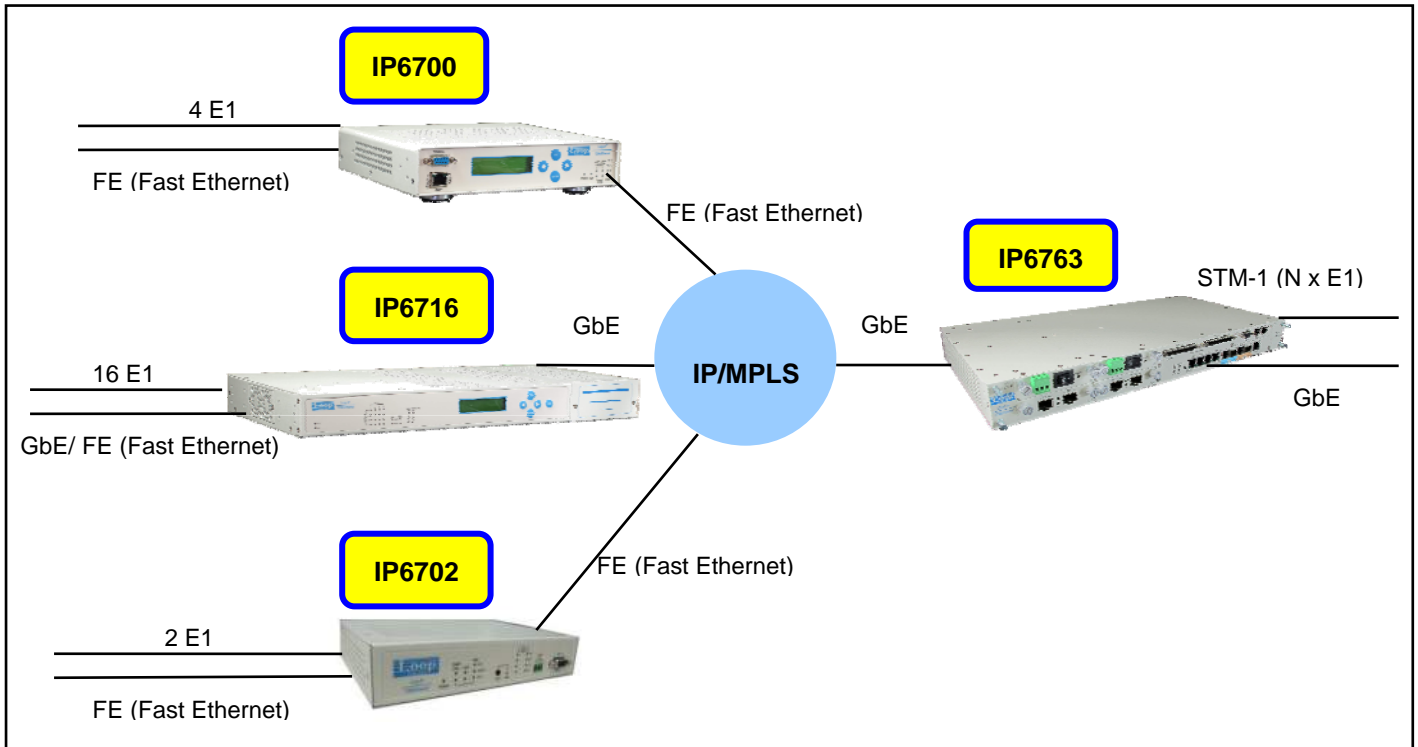 IP6700
4 E1
FE (Fast Ethernet)
FE (Fast Ethernet)
IP6763
STM-1 (N x E1)
IP6716
GbE
GbE
IP/MPLS
16 E1
GbE
GbE/ FE (Fast Ethernet)
IP6702
FE (Fast Ethernet)
2 E1
Loop
FE (Fast Ethernet)